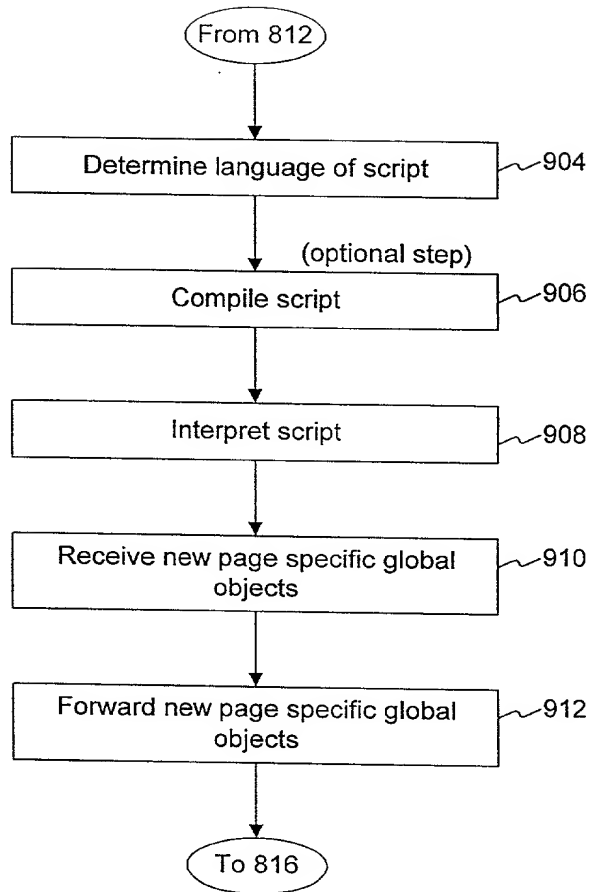 From 812
Determine language of script
904
(optional step)
Compile script
906
Interpret script
908
Receive new page specific global
objects
910
Forward new page specific global
objects
912
To 816